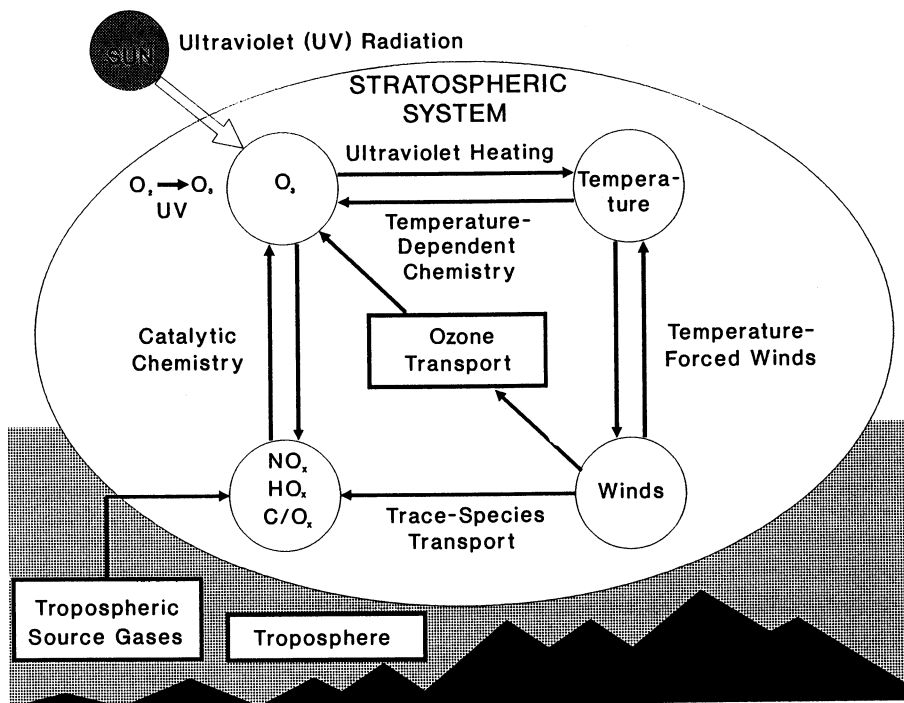 SUN
Ultraviolet (UV) Radiation
STRATOSPHERIC
SYSTEM
O₂ → O₃
UV
O₃
Ultraviolet Heating
Tempera-
ture
Temperature-
Dependent
Chemistry
Catalytic
Chemistry
Ozone
Transport
Temperature-
Forced Winds
NOₓ
HOₓ
C/Oₓ
Winds
Trace-Species
Transport
Tropospheric
Source Gases
Troposphere